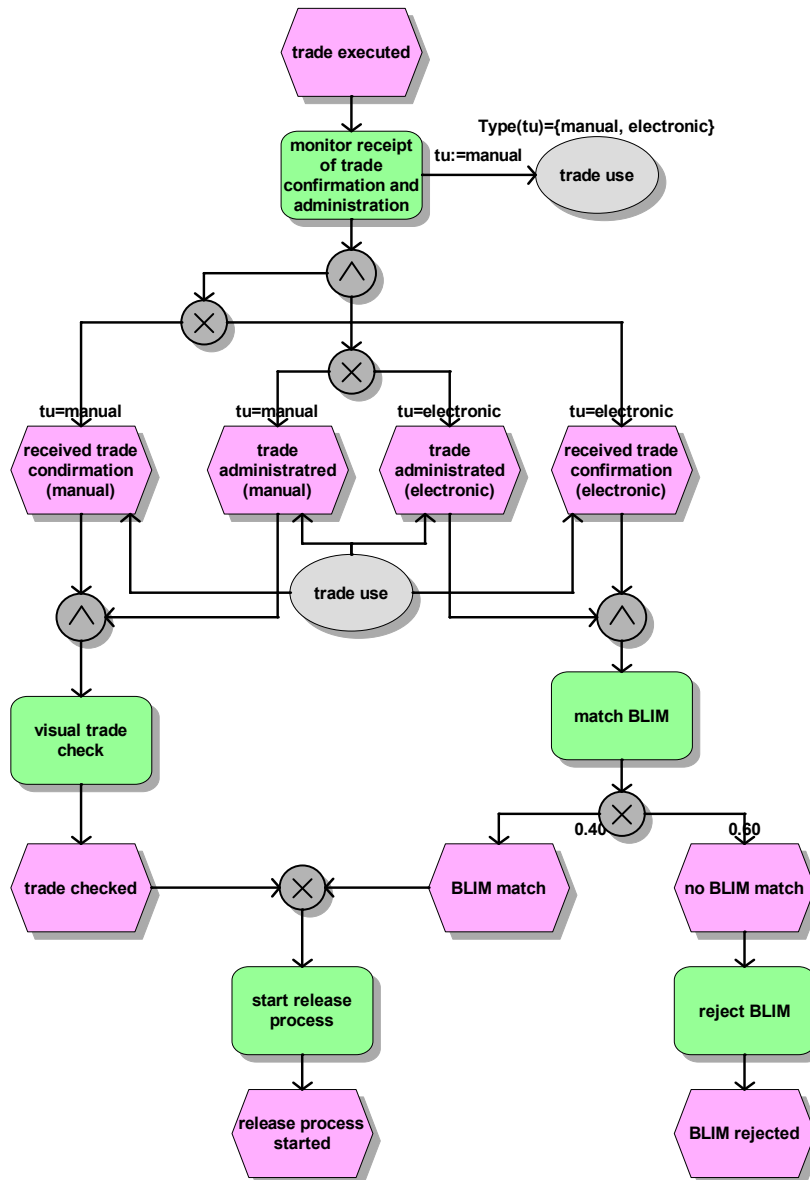 trade executed
Type(tu)={manual, electronic}
monitor receipt
of trade
confirmation and
administration
tu:=manual
trade use
tu=manual
tu=manual
tu=electronic
tu=electronic
received trade
condirmation
(manual)
trade
administratred
(manual)
trade
administrated
(electronic)
received trade
confirmation
(electronic)
trade use
visual trade
check
match BLIM
0.40
0.60
trade checked
BLIM match
no BLIM match
start release
process
reject BLIM
release process
started
BLIM rejected